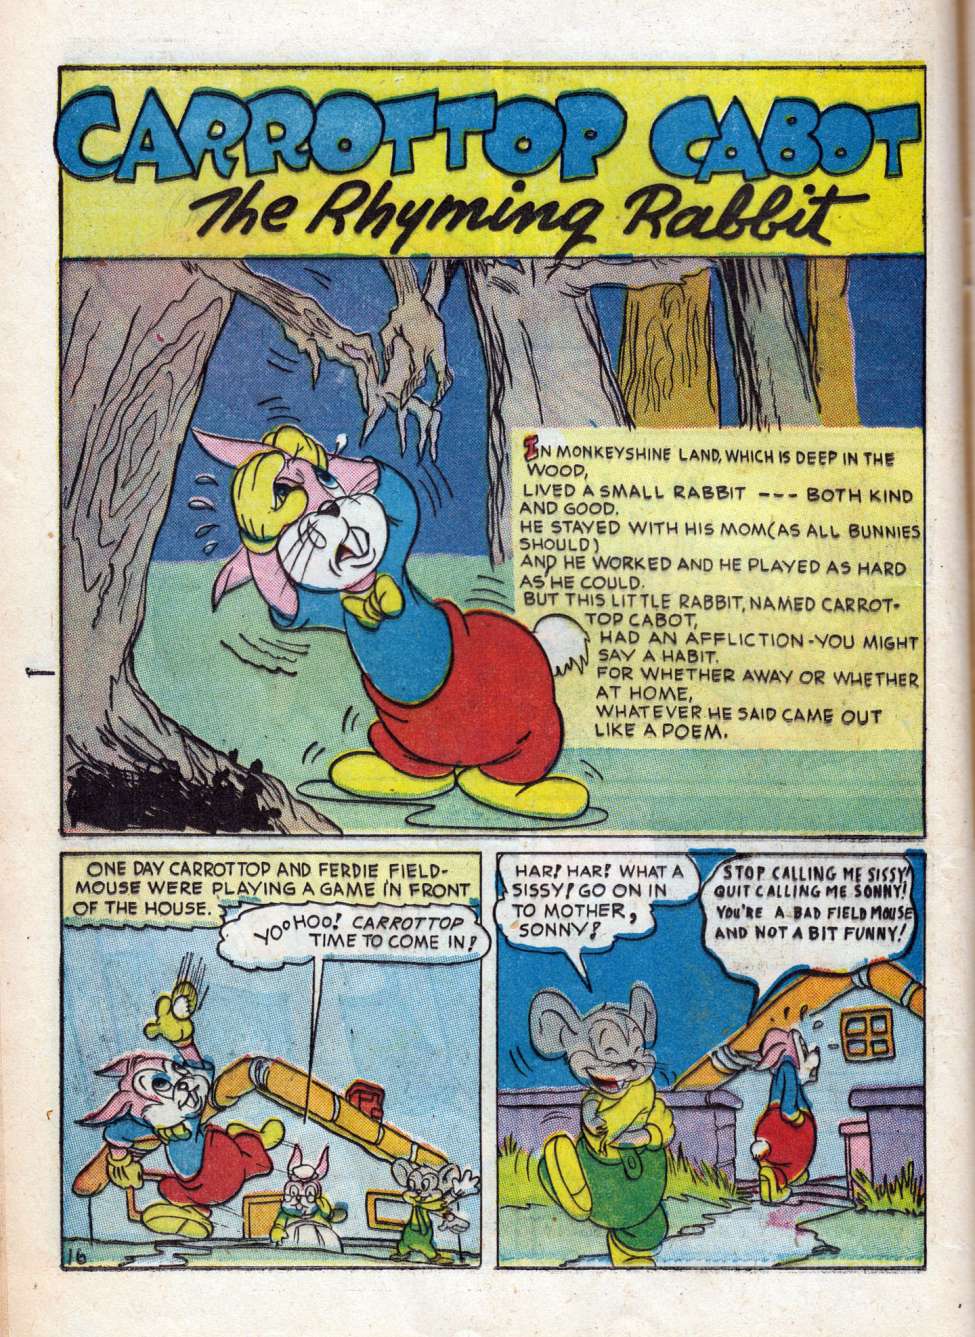 CARROTTOP CABOT
The Rhyming Rabbit
IN MONKEYSHINE LAND, WHICH IS DEEP IN THE
WOOD,
LIVED A SMALL RABBIT --- BOTH KIND
AND GOOD.
HE STAYED WITH HIS MOM (AS ALL BUNNIES
SHOULD)
AND HE WORKED AND HE PLAYED AS HARD
AS HE COULD.
BUT THIS LITTLE RABBIT, NAMED CARROT-
TOP CABOT,
HAD AN AFFLICTION - YOU MIGHT
SAY A HABIT.
FOR WHETHER AWAY OR WHETHER
AT HOME,
WHATEVER HE SAID CAME OUT
LIKE A POEM.
ONE DAY CARROTTOP AND FERDIE FIELD-
MOUSE WERE PLAYING A GAME IN FRONT
OF THE HOUSE.
YOOHOO! CARROTTOP
TIME TO COME IN!
16
HAR! HAR! WHAT A
SISSY! GO ON IN
TO MOTHER,
SONNY!
STOP CALLING ME SISSY!
QUIT CALLING ME SONNY!
YOU'RE A BAD FIELD MOUSE
AND NOT A BIT FUNNY!